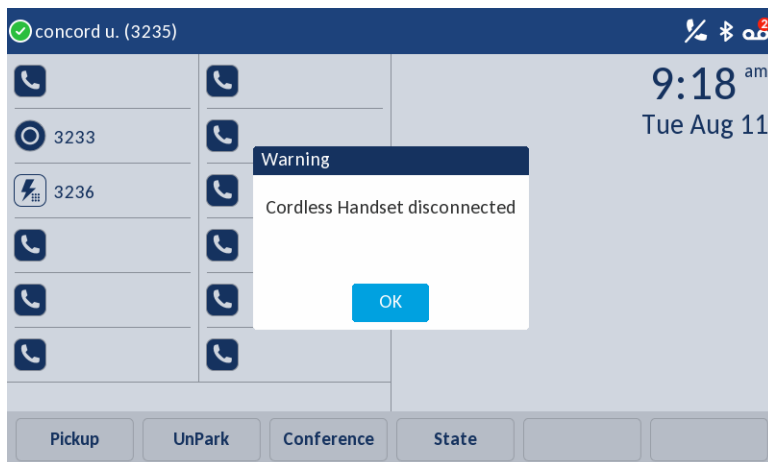 concord u. (3235)
2
9:18 am
Tue Aug 11
3233
3236
Warning
Cordless Handset disconnected
OK
Pickup UnPark Conference State